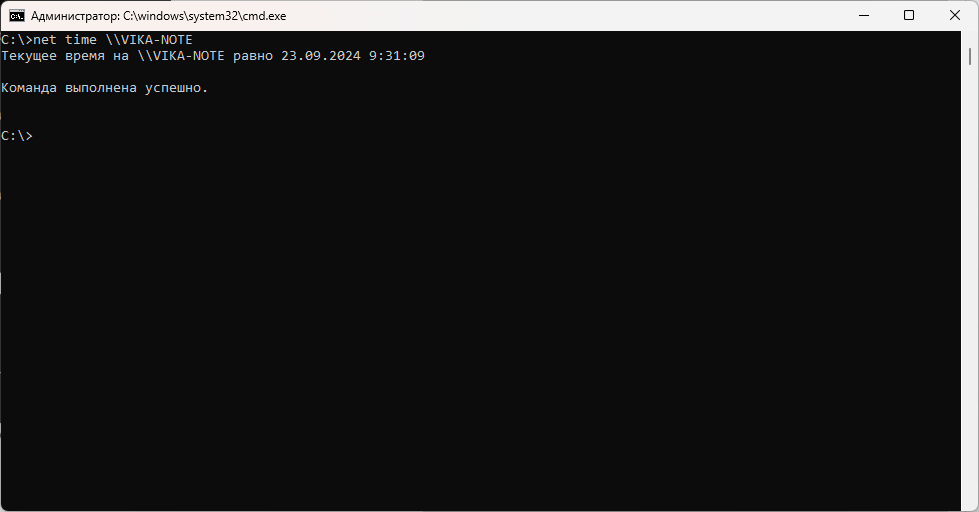 Администратор: C:\windows\system32\cmd.exe
C:\>net time \\VIKA-NOTE
Текущее время на \\VIKA-NOTE равно 23.09.2024 9:31:09
Команда выполнена успешно.
C:\>